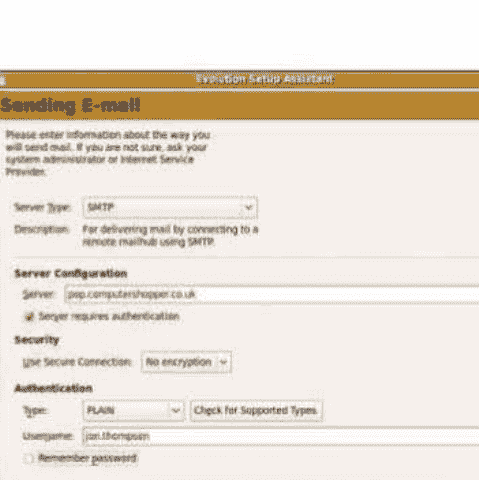 Evolution Setup Assistant
Sending E-mail
Please enter information about the way you
will send mail. If you are not sure, ask your
system administrator or Internet Service
Provider.
Server Type: SMTP
Description: For delivering mail by connecting to a
remote mailhub using SMTP.
Server Configuration
Server: pop.computershopper.co.uk
Server requires authentication
Security
Use Secure Connection: No encryption
Authentication
Type: PLAIN Check for Supported Types
Username: jon.thompson
Remember password